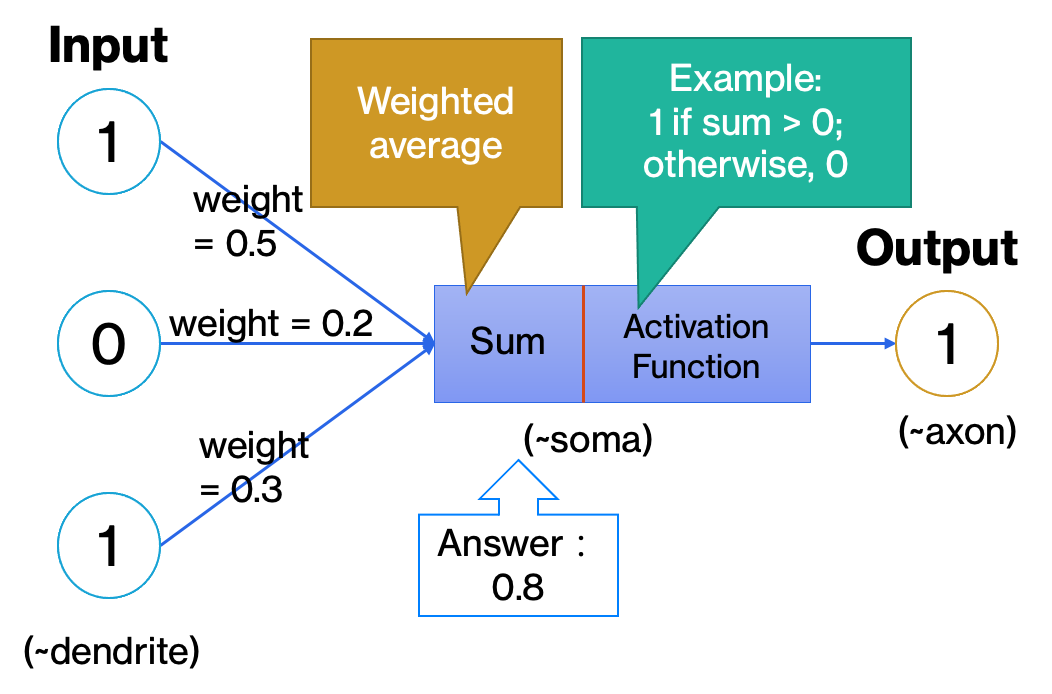 Input
1
weight
= 0.5
0
weight = 0.2
1
weight
= 0.3
(~dendrite)
Weighted
average
Example:
1 if sum > 0;
otherwise, 0
Sum
Activation
Function
(~soma)
Answer :
0.8
Output
1
(~axon)